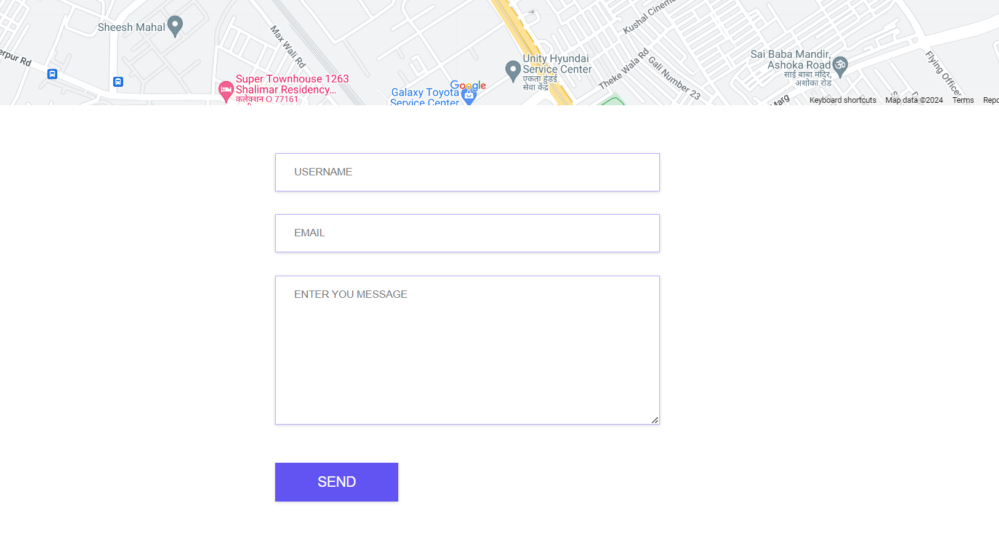 Sheesh Mahal
erpur Rd
Max Wali Rd
Super Townhouse 1263
Shalimar Residency...
कलेक्शन O 77161
Google
Galaxy Toyota
Service Center
Unity Hyundai
Service Center
एकता हुंडई
सेवा केंद्र
Kushal Cinema
Theke Wala Rd
Gali Number 23
Sai Baba Mandir,
Ashoka Road
साई बाबा मंदिर,
अशोका रोड
Marg
Flying Officer
Keyboard shortcuts
Map data ©2024
Terms
Repo
USERNAME
EMAIL
ENTER YOU MESSAGE
SEND